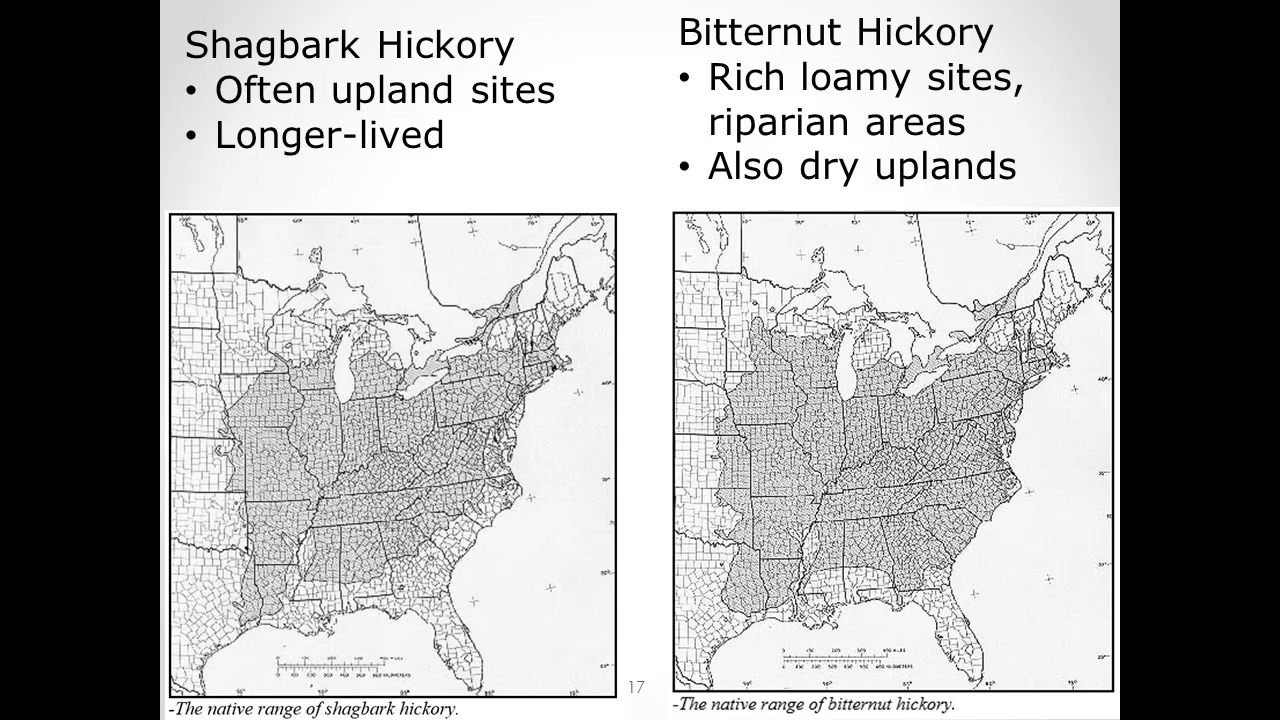 Shagbark Hickory
• Often upland sites
• Longer-lived
Bitternut Hickory
• Rich loamy sites,
riparian areas
• Also dry uplands
-The native range of shagbark hickory.
17
-The native range of bitternut hickory.